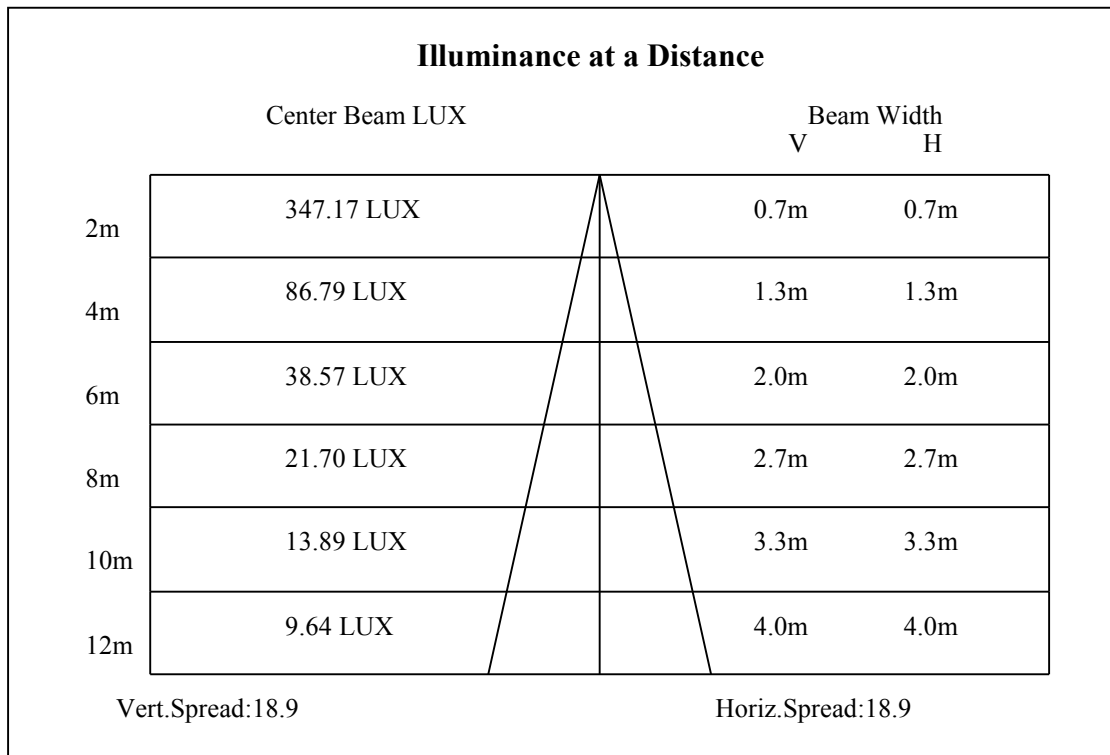 Illuminance at a Distance
Center Beam LUX Beam Width
V H
2m 347.17 LUX 0.7m 0.7m
4m 86.79 LUX 1.3m 1.3m
6m 38.57 LUX 2.0m 2.0m
8m 21.70 LUX 2.7m 2.7m
10m 13.89 LUX 3.3m 3.3m
12m 9.64 LUX 4.0m 4.0m
Vert.Spread:18.9 Horiz.Spread:18.9